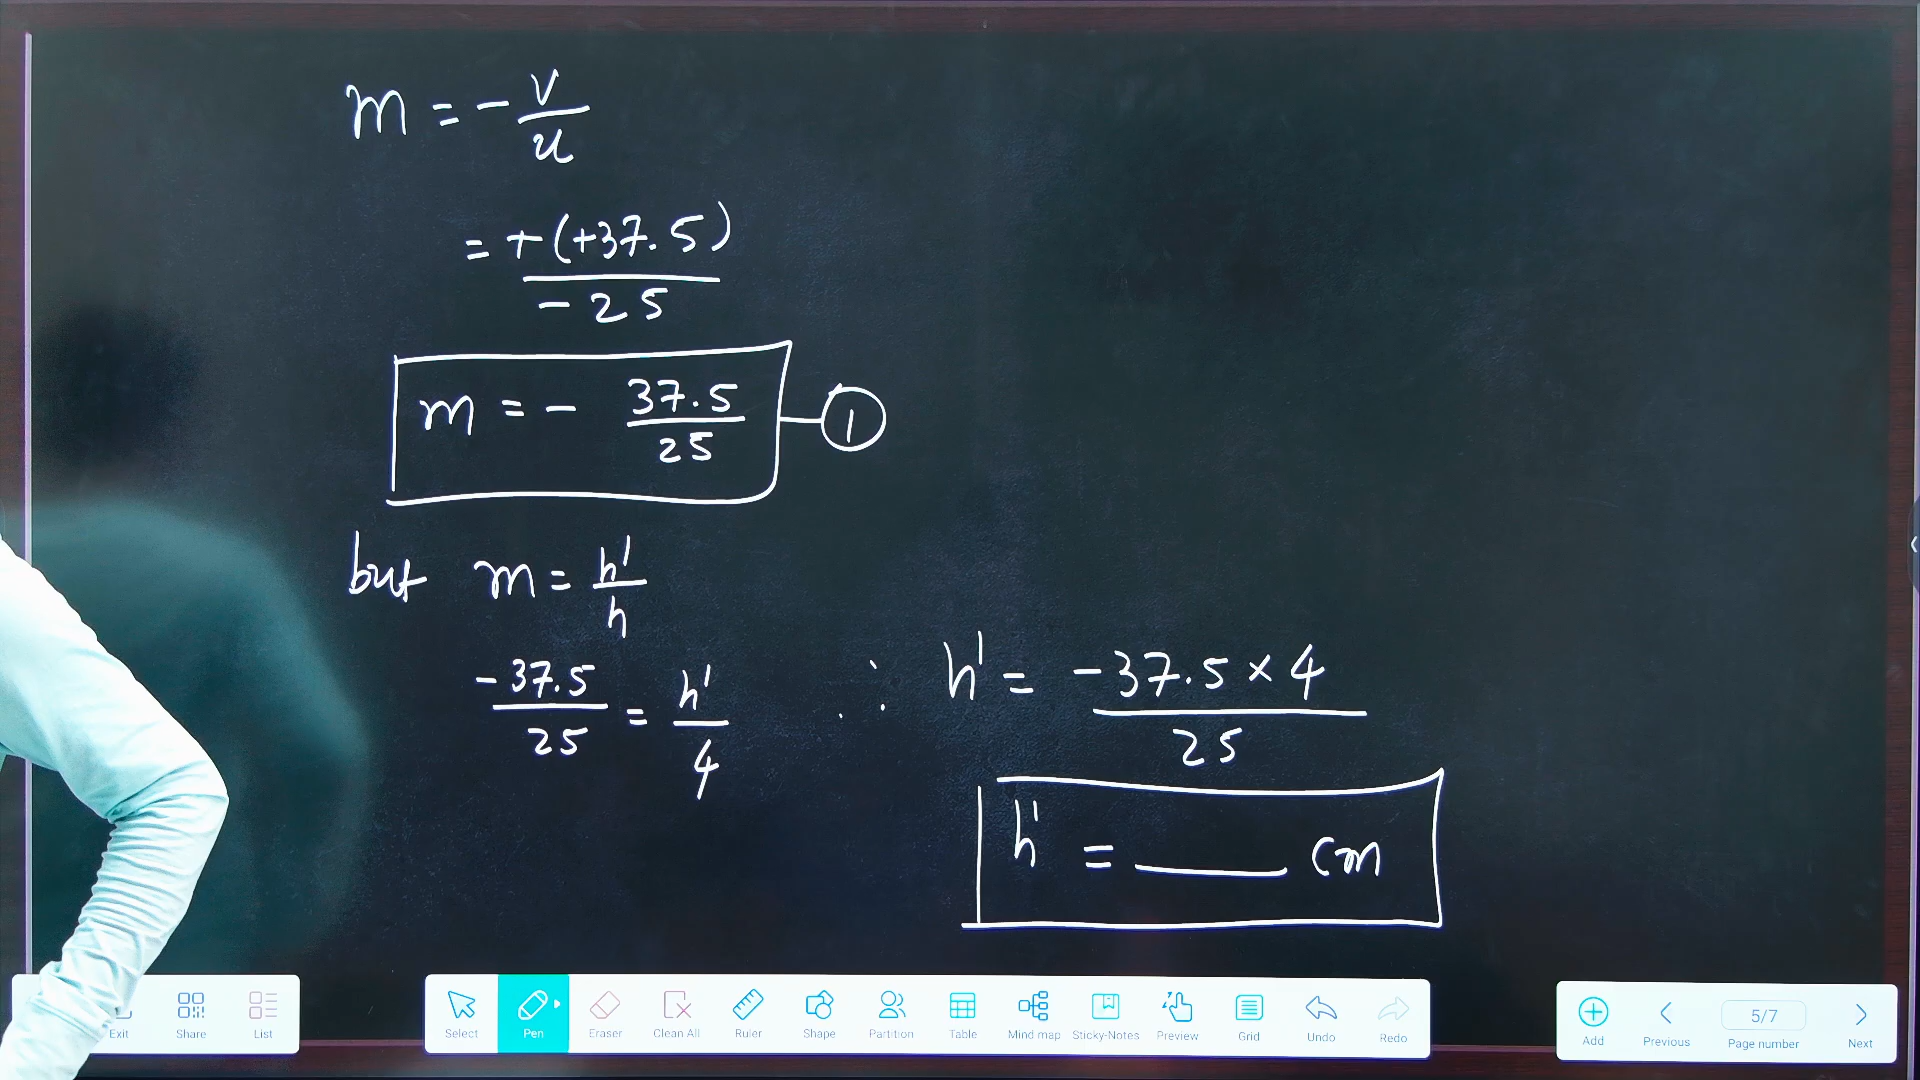 m = - v/u
= +(+37.5)/-25
m = - 37.5/25 — 1
but m = h'/h
-37.5/25 = h'/4 ∴ h' = -37.5×4/25
h' = ____ cm
Exit Share List
Select Pen Eraser Clean All Ruler Shape Partition Table Mind map Sticky-Notes Preview Grid Undo Redo
Add Previous 5/7 Page number Next